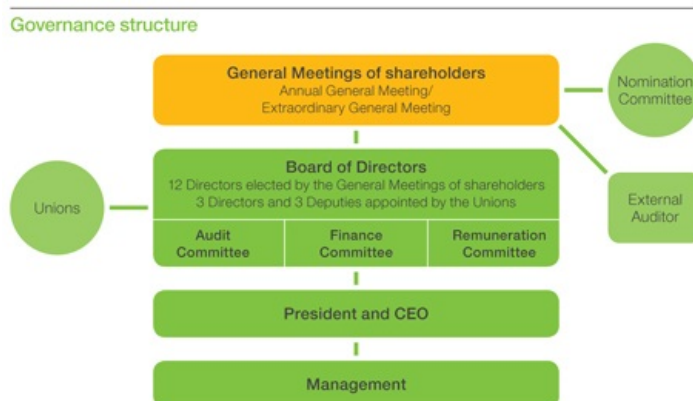 Governance structure
General Meetings of shareholders
Annual General Meeting/
Extraordinary General Meeting
Nomination
Committee
Board of Directors
12 Directors elected by the General Meetings of shareholders
3 Directors and 3 Deputies appointed by the Unions
Unions
External
Auditor
Audit
Committee
Finance
Committee
Remuneration
Committee
President and CEO
Management